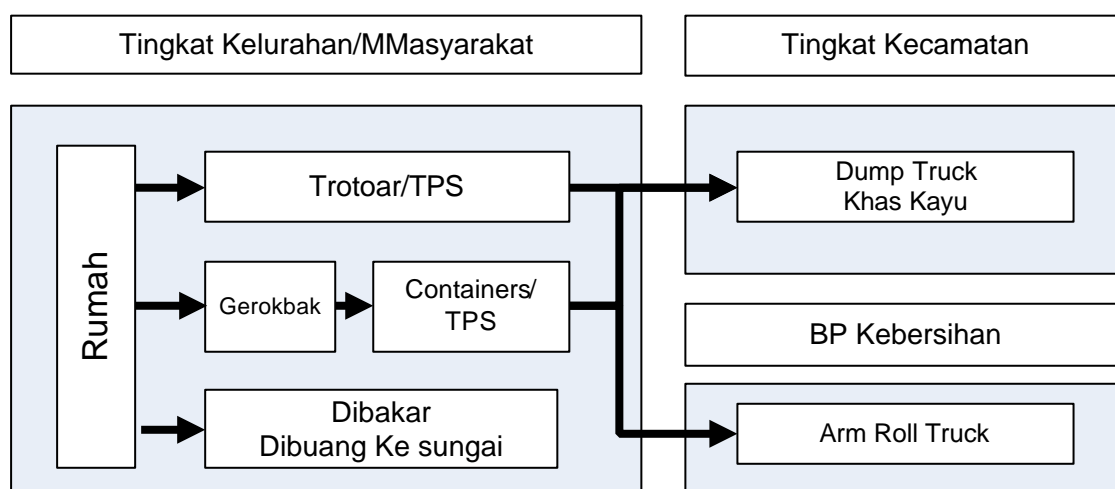 Tingkat Kelurahan/MMasyarakat
Tingkat Kecamatan
Rumah
Trotoar/TPS
Gerokbak
Containers/
TPS
Dibakar
Dibuang Ke sungai
Dump Truck
Khas Kayu
BP Kebersihan
Arm Roll Truck